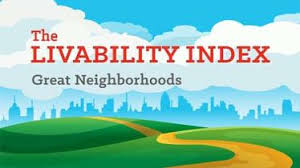 The
LIVABILITY INDEX
Great Neighborhoods